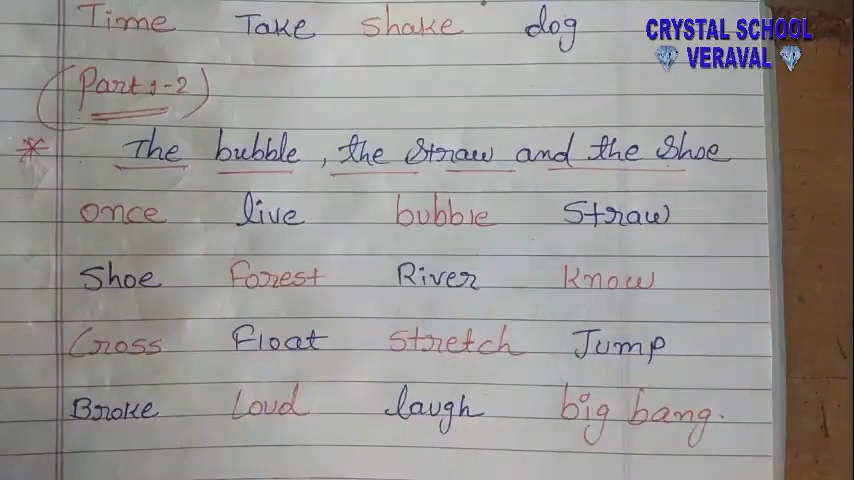 Time Take Shake dog
CRYSTAL SCHOOL
VERAVAL
(Part :-2)
* The bubble, the straw and the Shoe
once live bubble Straw
Shoe Forest River Know
Cross Float Stretch Jump
Broke Loud laugh big bang.